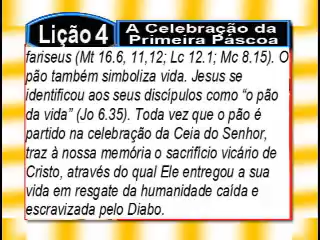 Lição 4
A Celebração da
Primeira Páscoa
fariseus (Mt 16.6, 11,12; Lc 12.1; Mc 8.15). O
pão também simboliza vida. Jesus se
identificou aos seus discípulos como “o pão
da vida” (Jo 6.35). Toda vez que o pão é
partido na celebração da Ceia do Senhor,
traz à nossa memória o sacrifício vicário de
Cristo, através do qual Ele entregou a sua
vida em resgate da humanidade caída e
escravizada pelo Diabo.